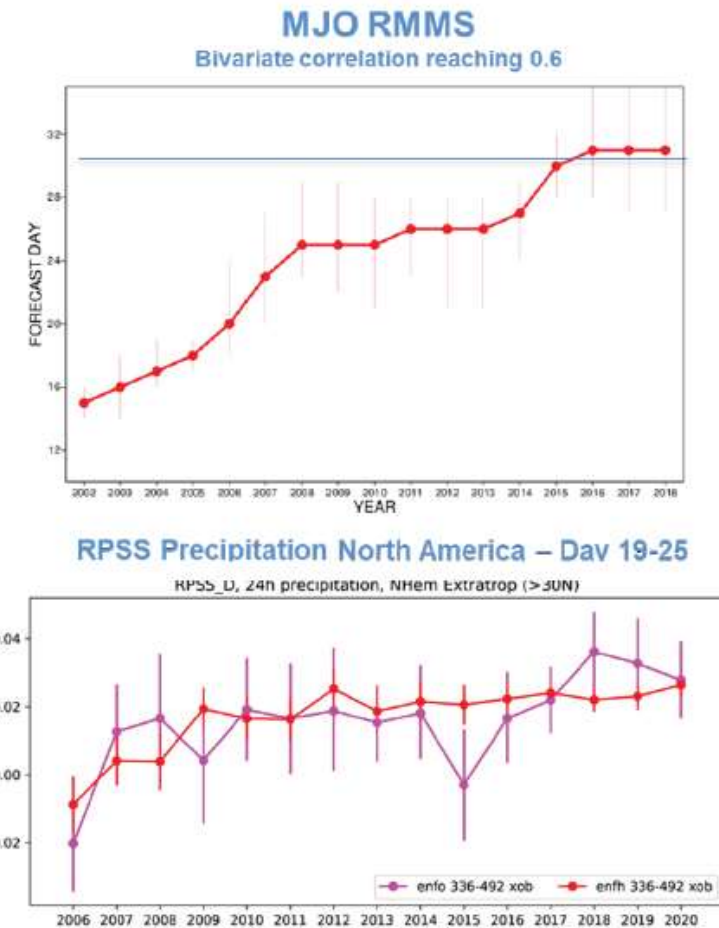 MJO RMMS
Bivariate correlation reaching 0.6
32
28
24
20
16
12
FORECAST DAY
2002 2003 2004 2005 2006 2007 2008 2009 2010 2011 2012 2013 2014 2015 2016 2017 2018
YEAR
RPSS Precipitation North America – Day 19-25
RPSS_D, 24h precipitation, NHem Extratrop (>30N)
.04
.02
.00
.02
enfo 336-492 xob
enfh 336-492 xob
2006 2007 2008 2009 2010 2011 2012 2013 2014 2015 2016 2017 2018 2019 2020